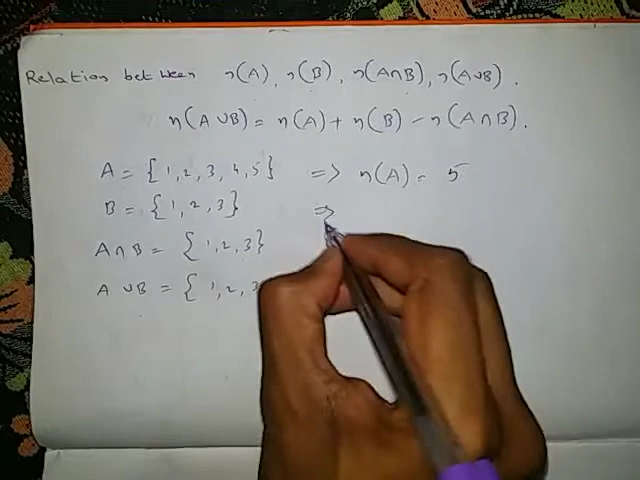 Relation between n(A), n(B), n(A∩B), n(A∪B).
n(A∪B) = n(A) + n(B) - n(A∩B).
A = {1,2,3,4,5} => n(A) = 5
B = {1,2,3} =>
A∩B = {1,2,3}
A∪B = {1,2,3